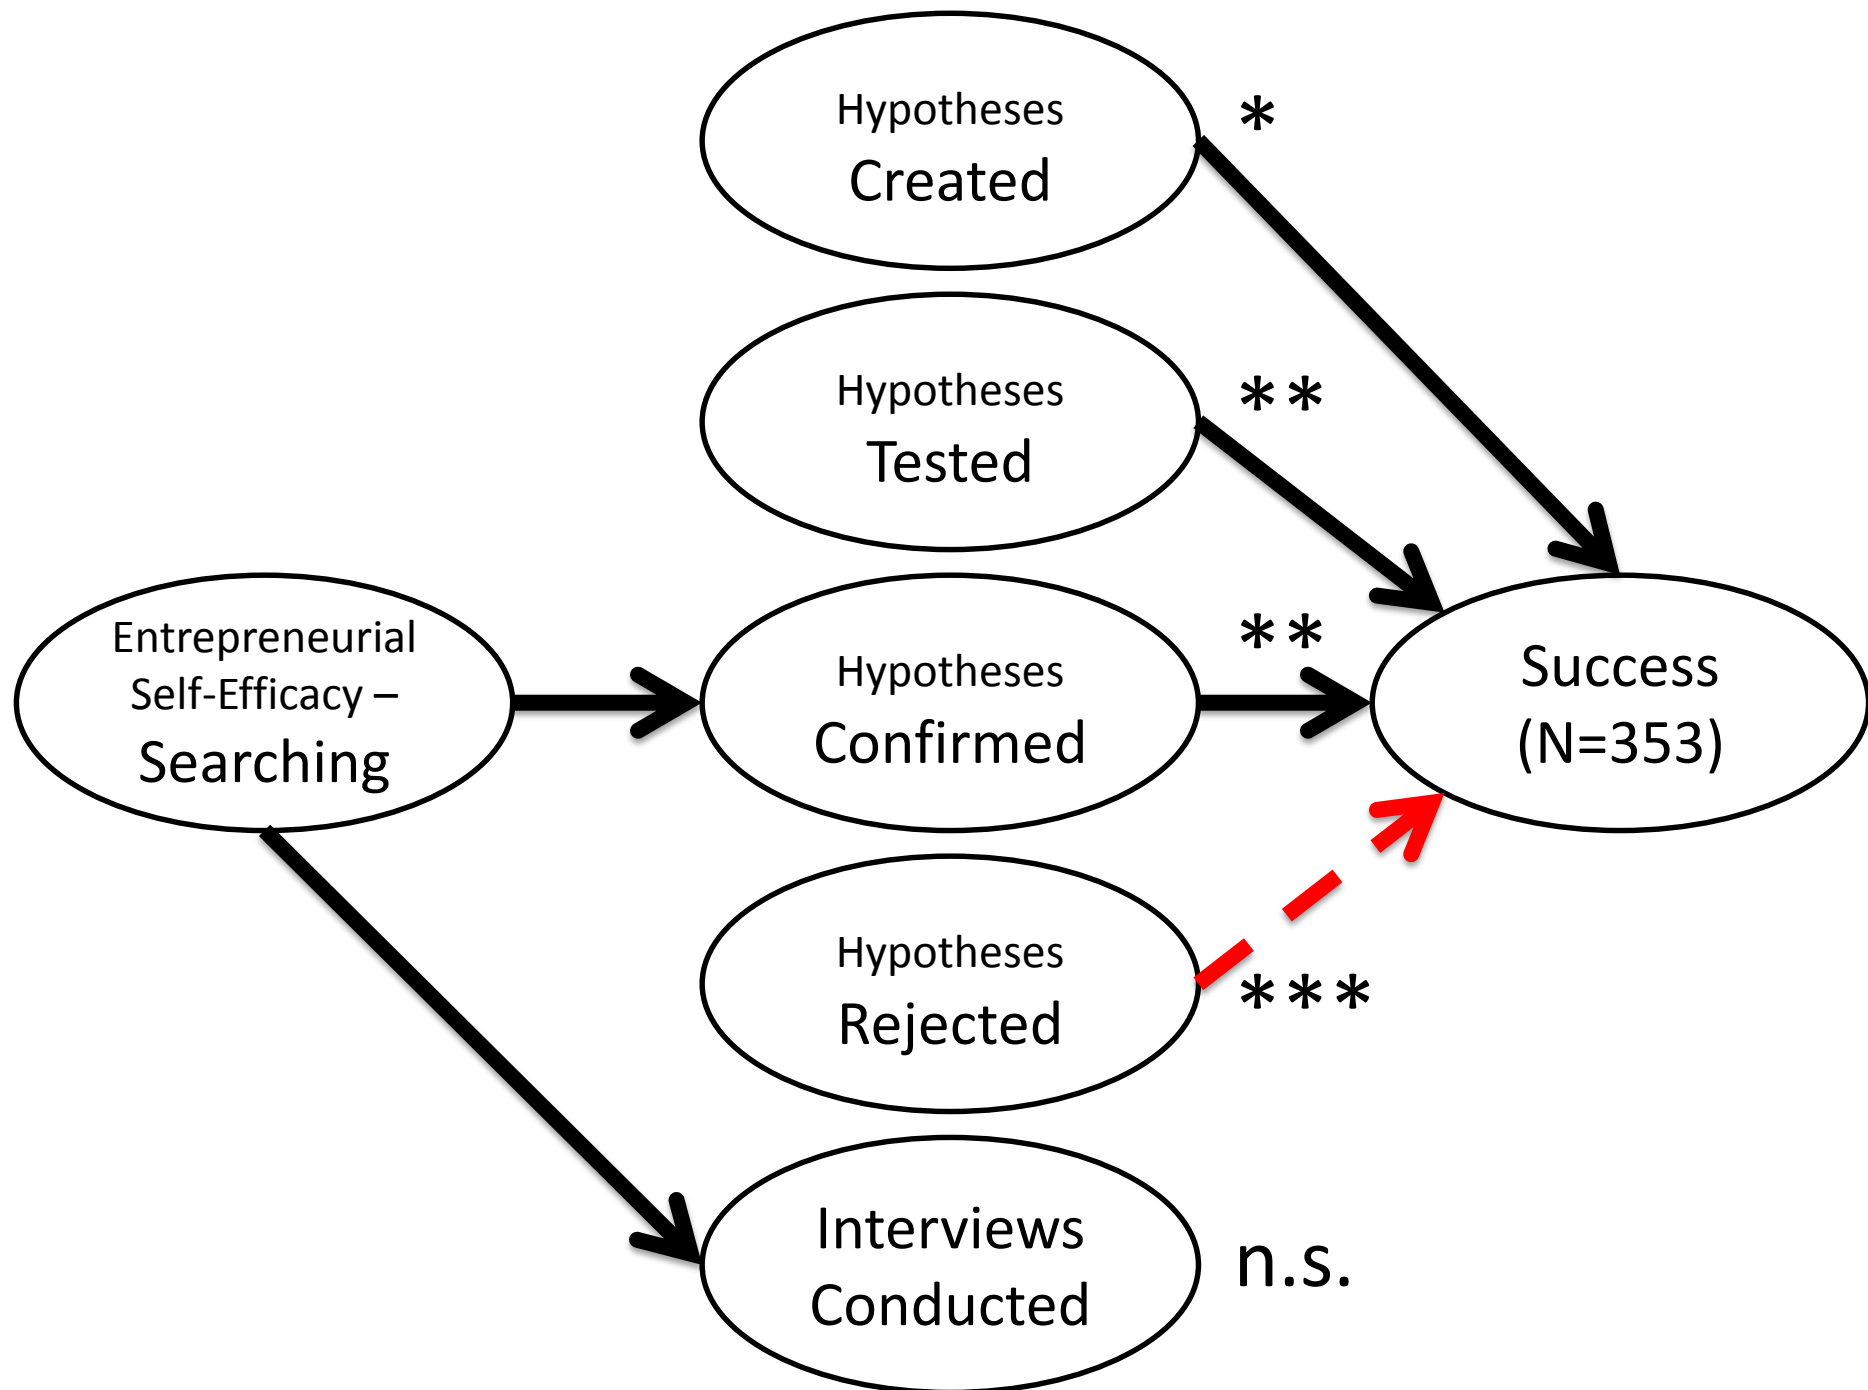 Hypotheses
Created
*
Hypotheses
Tested
**
Entrepreneurial
Self-Efficacy –
Searching
Hypotheses
Confirmed
**
Success
(N=353)
Hypotheses
Rejected
***
Interviews
Conducted
n.s.